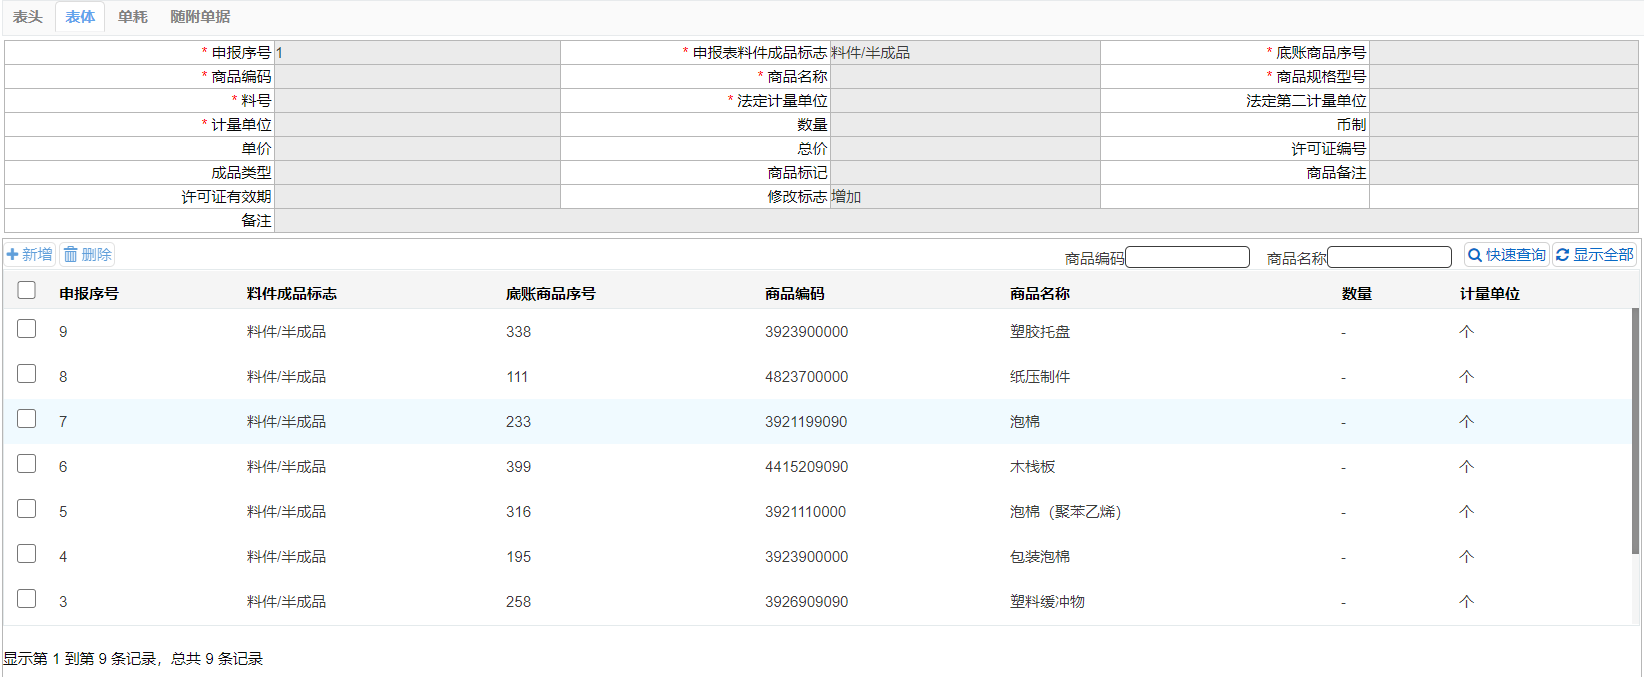 表头 表体 单耗 随附单据
* 申报序号 1 * 申报表料件成品标志 料件/半成品 * 底账商品序号
* 商品编码 * 商品名称 * 商品规格型号
* 料号 * 法定计量单位 法定第二计量单位
* 计量单位 数量 币制
单价 总价 许可证编号
成品类型 商品标记 商品备注
许可证有效期 修改标志 增加
备注
新增 删除 商品编码 商品名称 快速查询 显示全部
申报序号 料件成品标志 底账商品序号 商品编码 商品名称 数量 计量单位
9 料件/半成品 338 3923900000 塑胶托盘 - 个
8 料件/半成品 111 4823700000 纸压制件 - 个
7 料件/半成品 233 3921199090 泡棉 - 个
6 料件/半成品 399 4415209090 木栈板 - 个
5 料件/半成品 316 3921110000 泡棉（聚苯乙烯） - 个
4 料件/半成品 195 3923900000 包装泡棉 - 个
3 料件/半成品 258 3926909090 塑料缓冲物 - 个
显示第 1 到第 9 条记录，总共 9 条记录